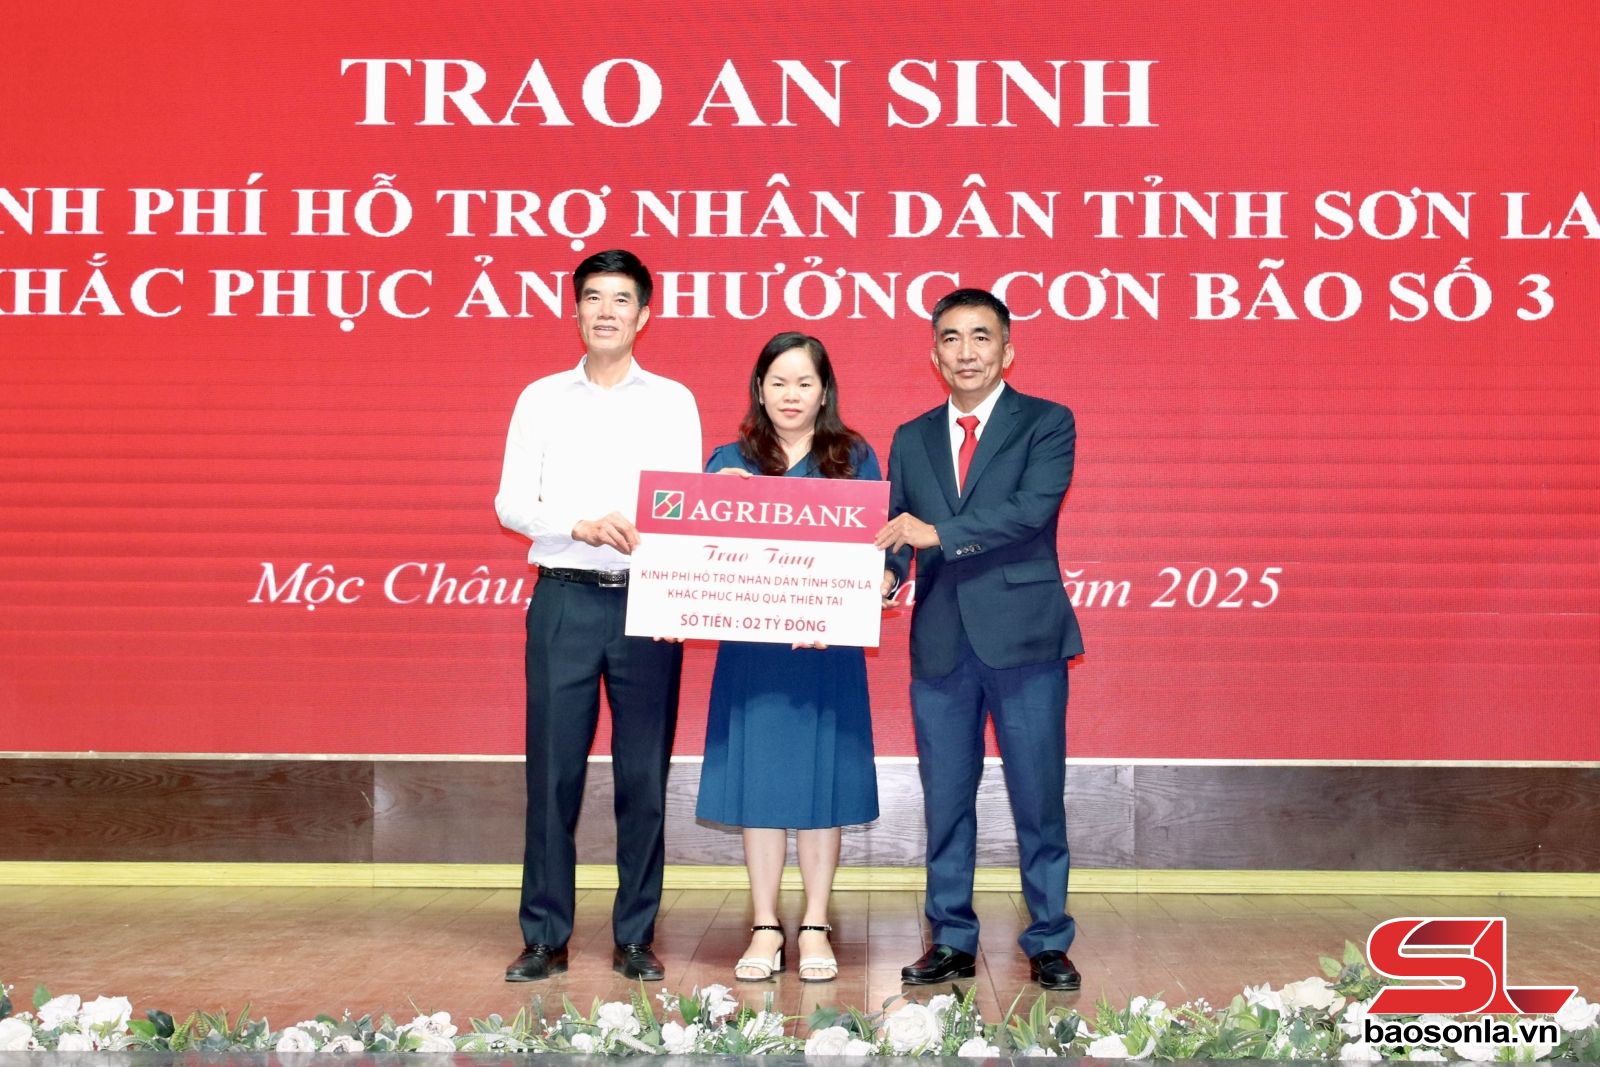 TRAO AN SINH
NH PHÍ HỖ TRỢ NHÂN DÂN TỈNH SƠN LA
KHẮC PHỤC ẢN HƯỞNG CƠN BÃO SỐ 3
Mộc Châu, ăm 2025
AGRIBANK
Trao Tặng
KINH PHÍ HỖ TRỢ NHÂN DÂN TỈNH SƠN LA
KHẮC PHỤC HẬU QUẢ THIÊN TAI
SỐ TIỀN : 02 TỶ ĐỒNG
SL
baosonla.vn